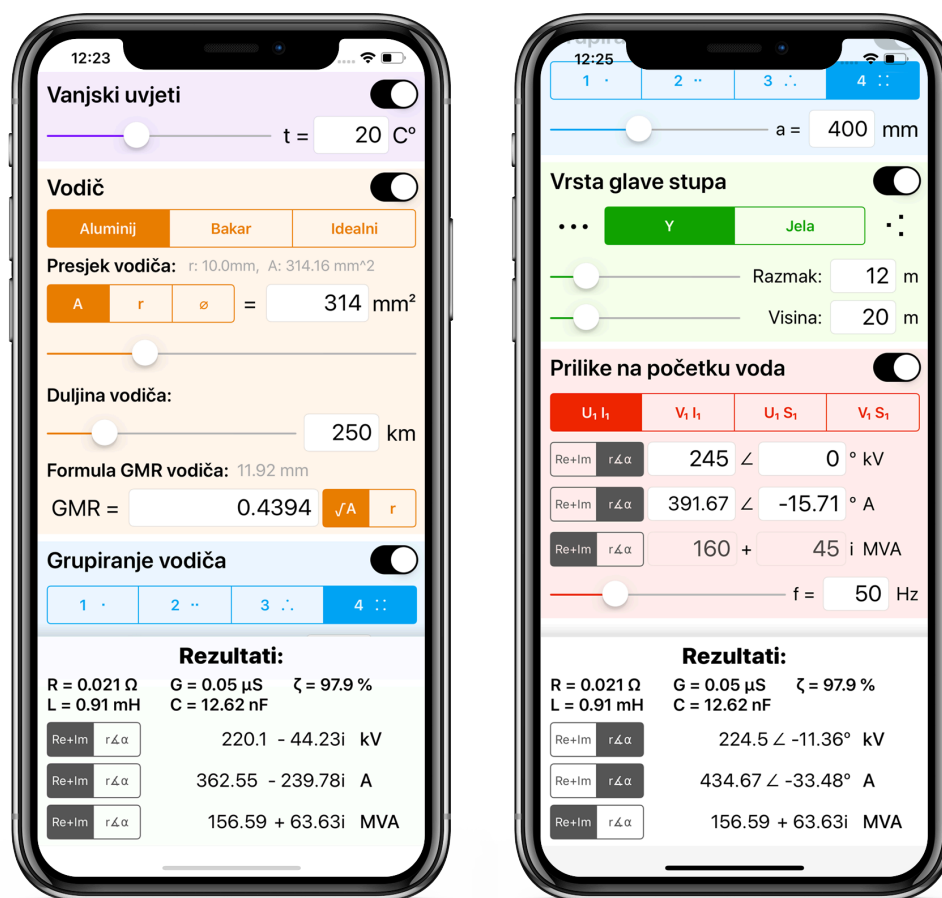 12:23
Vanjski uvjeti
t = 20 C°
Vodič
Aluminij Bakar Idealni
Presjek vodiča: r: 10.0mm, A: 314.16 mm^2
A r ⌀ = 314 mm²
Duljina vodiča:
250 km
Formula GMR vodiča: 11.92 mm
GMR = 0.4394 √A r
Grupiranje vodiča
1 · 2 ·· 3 ∴ 4 ::
Rezultati:
R = 0.021 Ω G = 0.05 µS ζ = 97.9 %
L = 0.91 mH C = 12.62 nF
Re+Im r∡α 220.1 - 44.23i kV
Re+Im r∡α 362.55 - 239.78i A
Re+Im r∡α 156.59 + 63.63i MVA
12:25
1 · 2 ·· 3 ∴ 4 ::
a = 400 mm
Vrsta glave stupa
Y Jela
Razmak: 12 m
Visina: 20 m
Prilike na početku voda
U₁ I₁ V₁ I₁ U₁ S₁ V₁ S₁
Re+Im r∡α 245 ∠ 0 ° kV
Re+Im r∡α 391.67 ∠ -15.71 ° A
Re+Im r∡α 160 + 45 i MVA
f = 50 Hz
Rezultati:
R = 0.021 Ω G = 0.05 µS ζ = 97.9 %
L = 0.91 mH C = 12.62 nF
Re+Im r∡α 224.5 ∠ -11.36° kV
Re+Im r∡α 434.67 ∠ -33.48° A
Re+Im r∡α 156.59 + 63.63i MVA